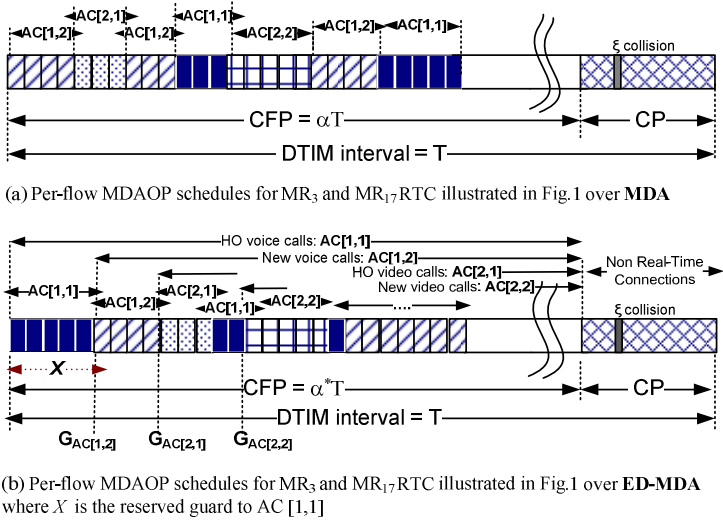 AC[2,1] AC[1,1]
AC[1,2] AC[1,2] AC[2,2] AC[1,2] AC[1,1]
ξ collision
CFP = αT CP
DTIM interval = T
(a) Per-flow MDAOP schedules for MR3 and MR17 RTC illustrated in Fig.1 over MDA
HO voice calls: AC[1,1]
New voice calls: AC[1,2]
HO video calls: AC[2,1]
New video calls: AC[2,2]
Non Real-Time
Connections
AC[1,1] AC[1,2] AC[2,1] AC[1,1] AC[2,2] ....
ξ collision
X
CFP = α*T CP
DTIM interval = T
GAC[1,2] GAC[2,1] GAC[2,2]
(b) Per-flow MDAOP schedules for MR3 and MR17 RTC illustrated in Fig.1 over ED-MDA
where X is the reserved guard to AC [1,1]